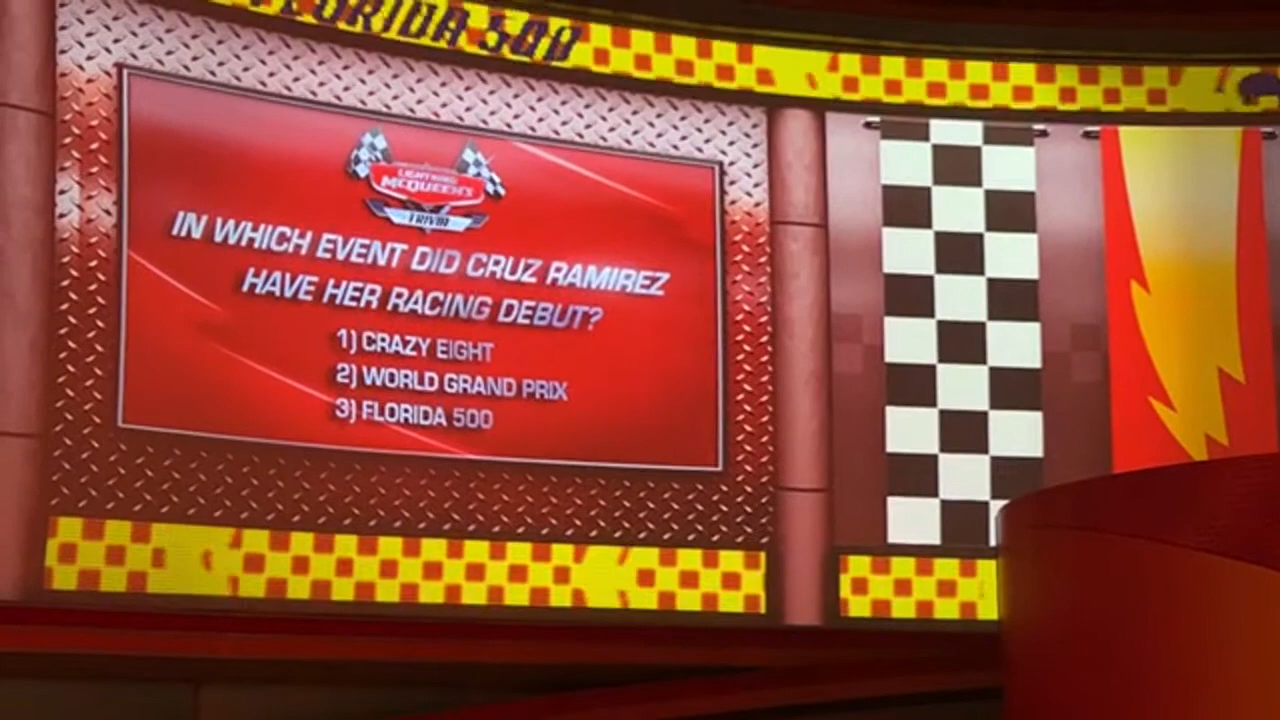 FLORIDA 500
LIGHTNING
MCQUEEN'S
TRIVIA
IN WHICH EVENT DID CRUZ RAMIREZ
HAVE HER RACING DEBUT?
1) CRAZY EIGHT
2) WORLD GRAND PRIX
3) FLORIDA 500